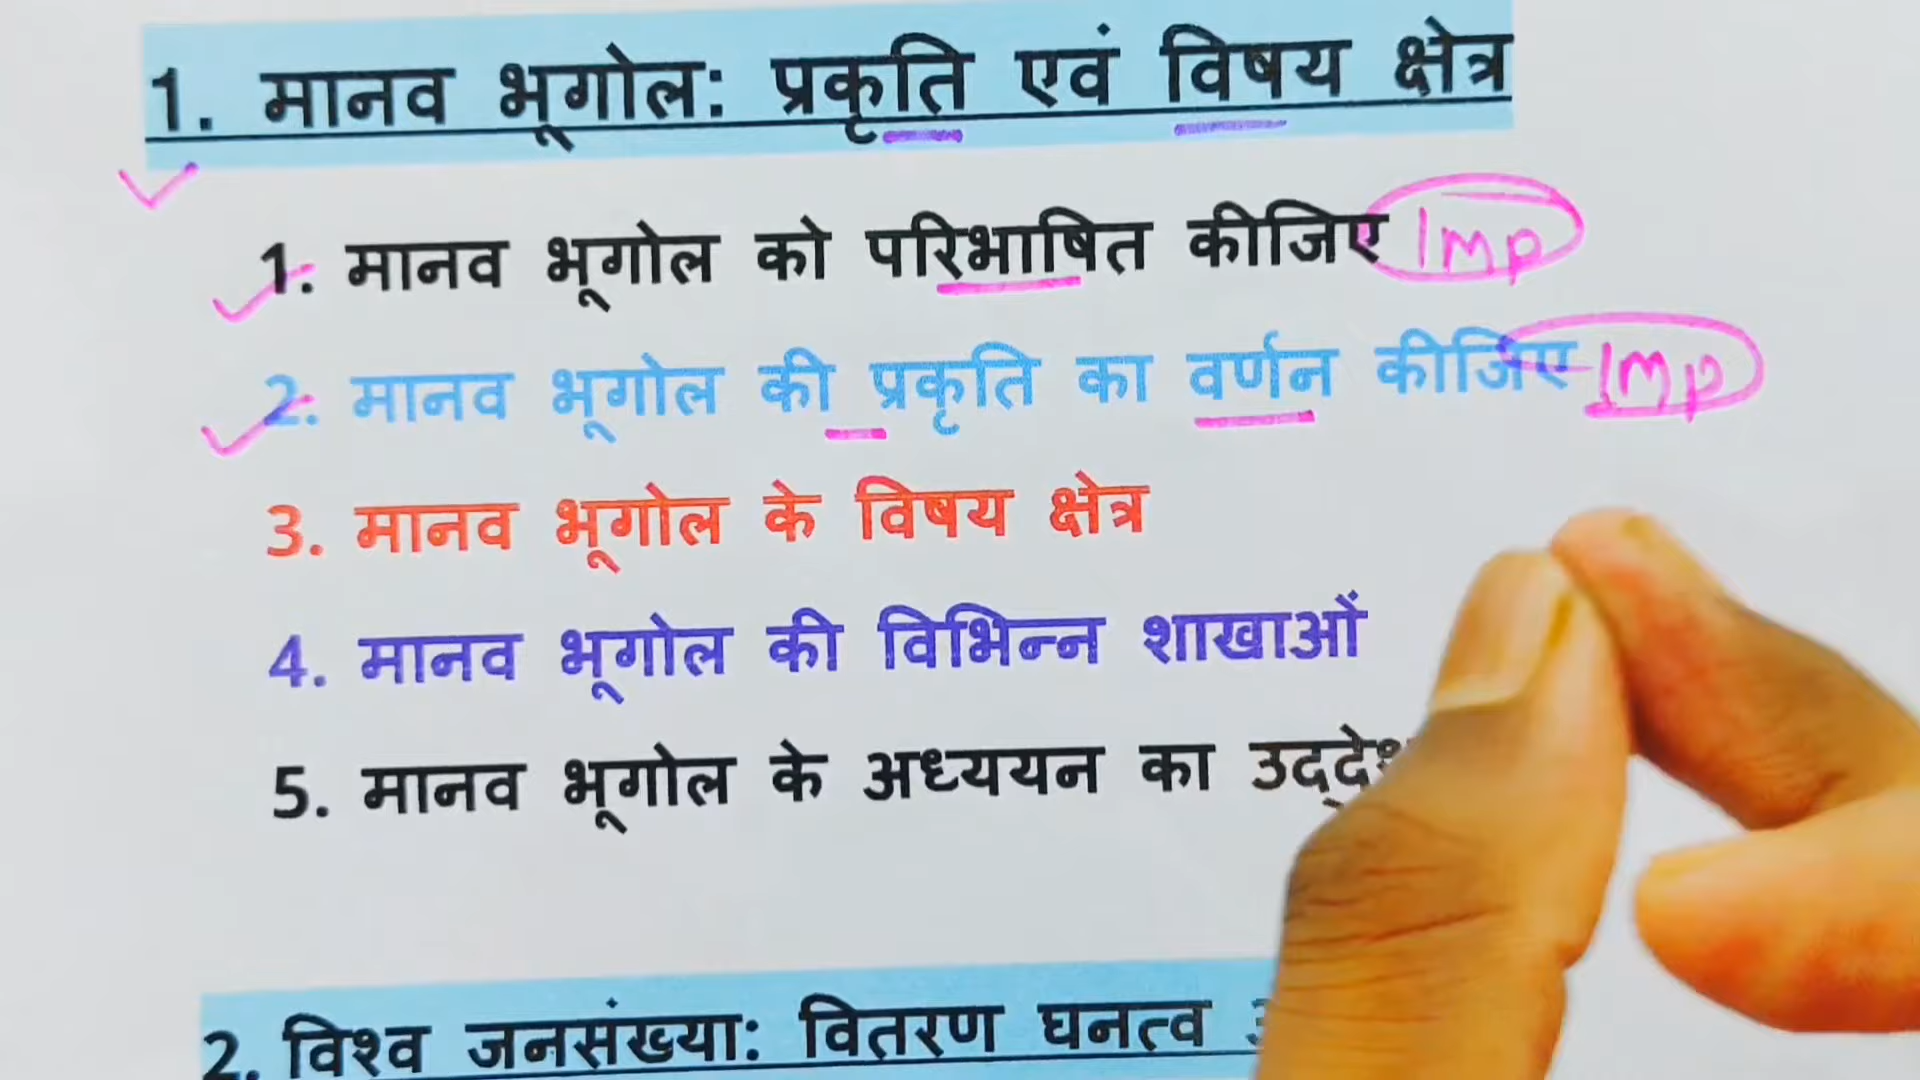 1. मानव भूगोल: प्रकृति एवं विषय क्षेत्र
1. मानव भूगोल को परिभाषित कीजिए Imp
2. मानव भूगोल की प्रकृति का वर्णन कीजिए Imp
3. मानव भूगोल के विषय क्षेत्र
4. मानव भूगोल की विभिन्न शाखाओं
5. मानव भूगोल के अध्ययन का
2. विश्व जनसंख्या: वितरण घनत्व